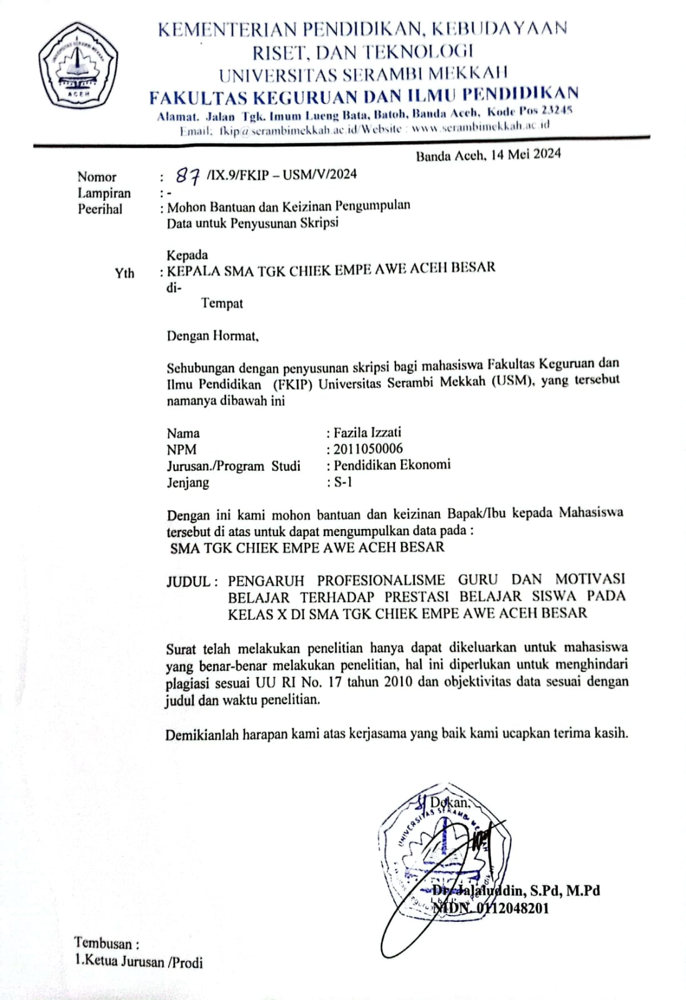 KEMENTERIAN PENDIDIKAN, KEBUDAYAAN
RISET, DAN TEKNOLOGI
UNIVERSITAS SERAMBI MEKKAH
FAKULTAS KEGURUAN DAN ILMU PENDIDIKAN
Alamat. Jalan Tgk. Imum Lueng Bata, Batoh, Banda Aceh, Kode Pos 23245
Email; fkip@serambimekkah.ac.id/Website : www.serambimekkah.ac.id
UNIVERSITAS SERAMBI MEKKAH
ACEH
Banda Aceh, 14 Mei 2024
Nomor : 87 /IX.9/FKIP – USM/V/2024
Lampiran : -
Peerihal : Mohon Bantuan dan Keizinan Pengumpulan
Data untuk Penyusunan Skripsi
Kepada
Yth : KEPALA SMA TGK CHIEK EMPE AWE ACEH BESAR
di-
Tempat
Dengan Hormat,
Sehubungan dengan penyusunan skripsi bagi mahasiswa Fakultas Keguruan dan
Ilmu Pendidikan (FKIP) Universitas Serambi Mekkah (USM), yang tersebut
namanya dibawah ini
Nama : Fazila Izzati
NPM : 2011050006
Jurusan./Program Studi : Pendidikan Ekonomi
Jenjang : S-1
Dengan ini kami mohon bantuan dan keizinan Bapak/Ibu kepada Mahasiswa
tersebut di atas untuk dapat mengumpulkan data pada :
SMA TGK CHIEK EMPE AWE ACEH BESAR
JUDUL : PENGARUH PROFESIONALISME GURU DAN MOTIVASI
BELAJAR TERHADAP PRESTASI BELAJAR SISWA PADA
KELAS X DI SMA TGK CHIEK EMPE AWE ACEH BESAR
Surat telah melakukan penelitian hanya dapat dikeluarkan untuk mahasiswa
yang benar-benar melakukan penelitian, hal ini diperlukan untuk menghindari
plagiasi sesuai UU RI No. 17 tahun 2010 dan objektivitas data sesuai dengan
judul dan waktu penelitian.
Demikianlah harapan kami atas kerjasama yang baik kami ucapkan terima kasih.
Dekan,
UNIVERSITAS SERAMBI MEKKAH
Dr. Jalaluddin, S.Pd, M.Pd
NIDN. 0112048201
Tembusan :
1.Ketua Jurusan /Prodi